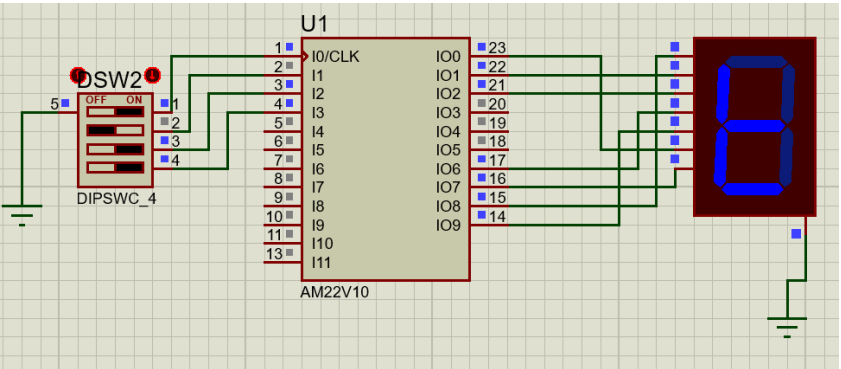 U1
DSW2
OFF ON
5
1
2
3
4
DIPSWC_4
1 I0/CLK IO0 23
2 I1 IO1 22
3 I2 IO2 21
4 I3 IO3 20
5 I4 IO4 19
6 I5 IO5 18
7 I6 IO6 17
8 I7 IO7 16
9 I8 IO8 15
10 I9 IO9 14
11 I10
13 I11
AM22V10